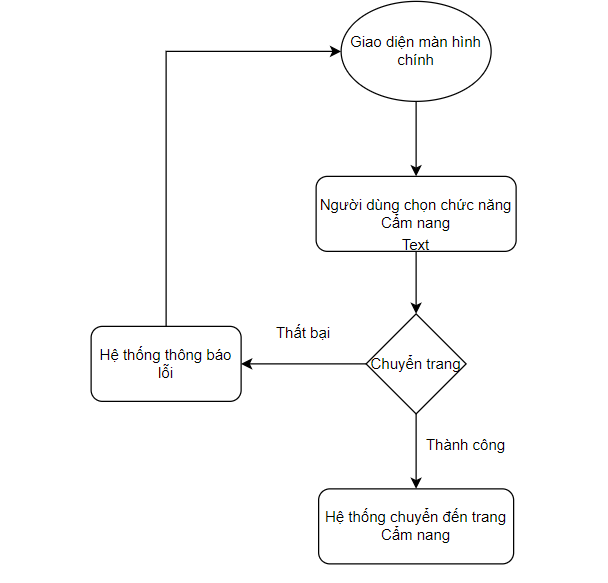 Giao diện màn hình
chính
Người dùng chọn chức năng
Cẩm nang
Text
Thất bại
Hệ thống thông báo
lỗi
Chuyển trang
Thành công
Hệ thống chuyển đến trang
Cẩm nang